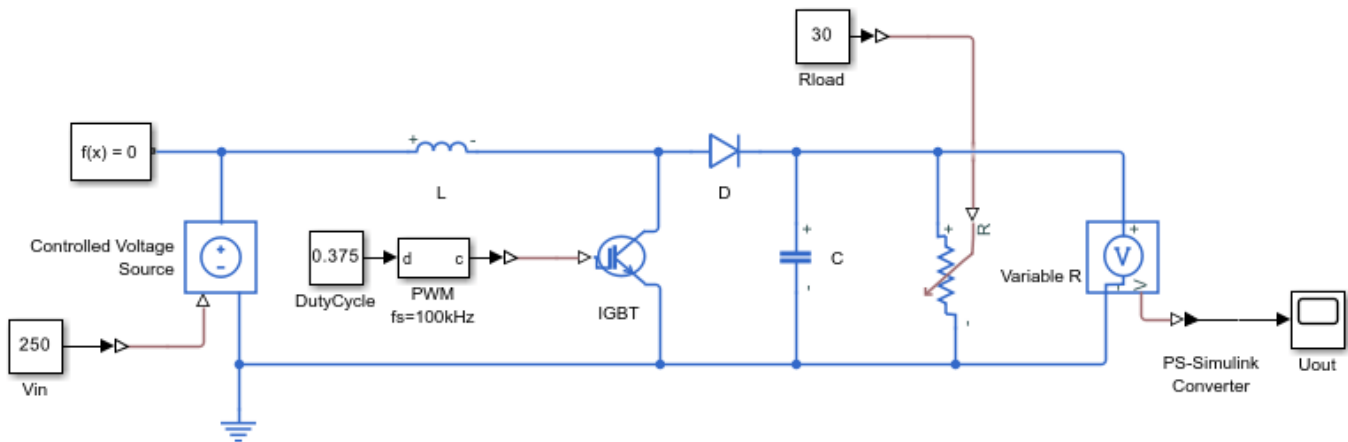 30
Rload
f(x) = 0
+
-
L
D
Controlled Voltage
Source
+
−
0.375
DutyCycle
d
c
PWM
fs=100kHz
IGBT
+
-
C
+
-
R
Variable R
+
V
-
V
250
Vin
PS-Simulink
Converter
Uout